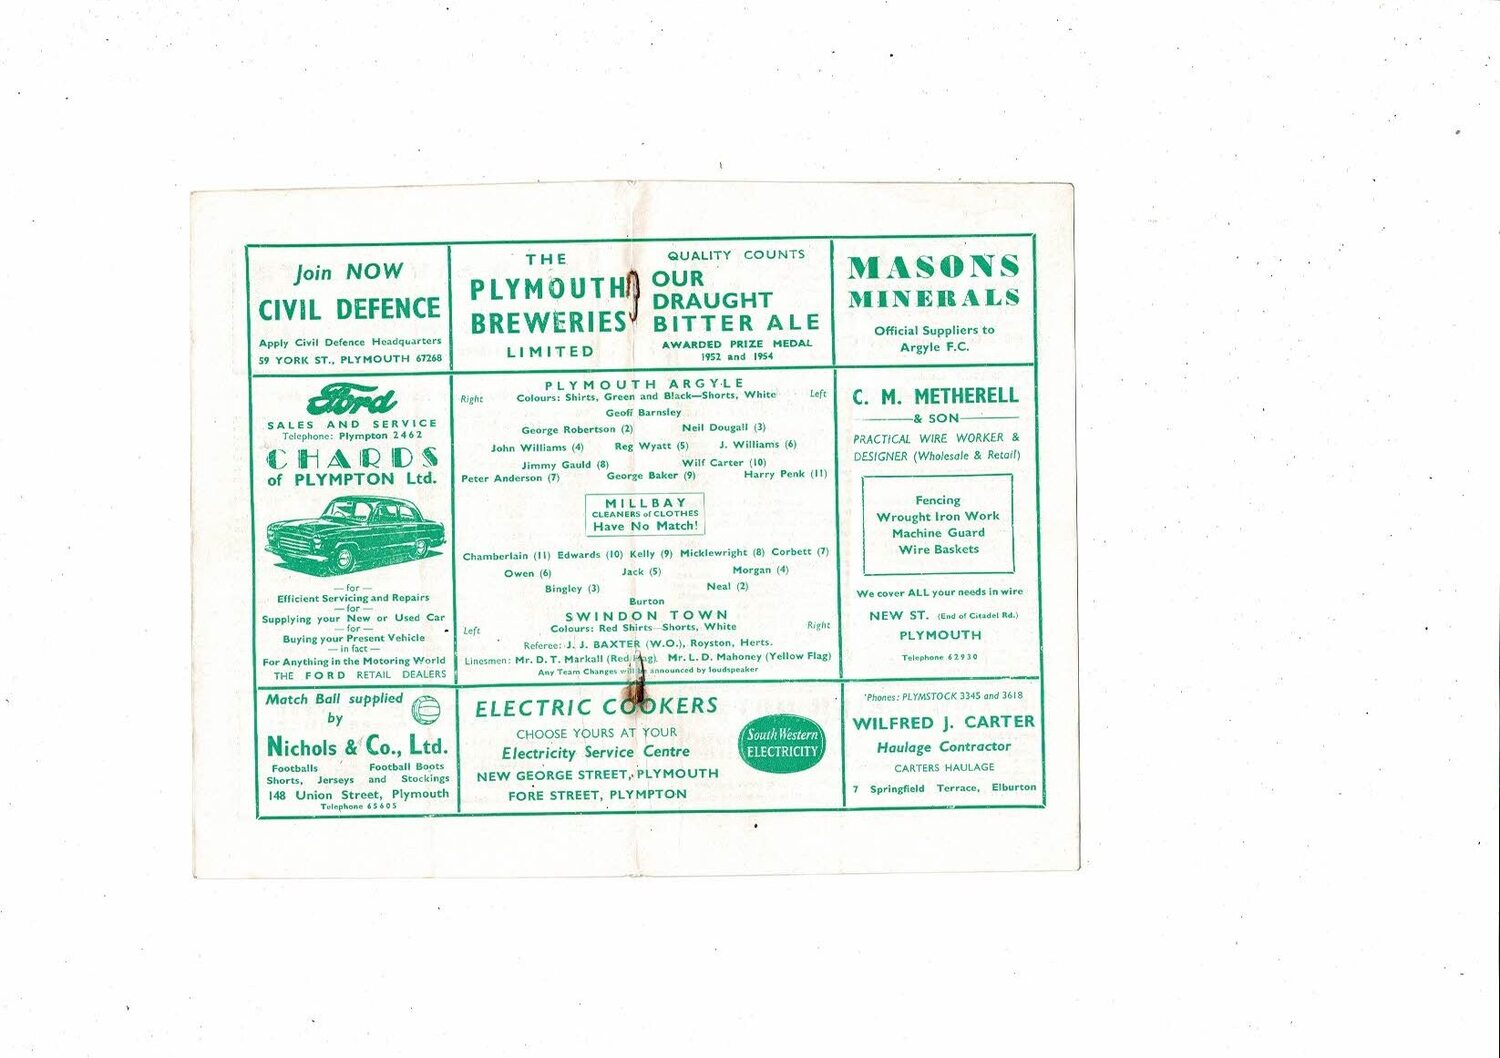 Join NOW
CIVIL DEFENCE
Apply Civil Defence Headquarters
59 YORK ST., PLYMOUTH 67268
THE
PLYMOUTH
BREWERIES
LIMITED
QUALITY COUNTS
OUR
DRAUGHT
BITTER ALE
AWARDED PRIZE MEDAL
1952 and 1954
MASONS
MINERALS
Official Suppliers to
Argyle F.C.
Ford
SALES AND SERVICE
Telephone: Plympton 2462
CHARDS
of PLYMPTON Ltd.
—for—
Efficient Servicing and Repairs
—for—
Supplying your New or Used Car
—for—
Buying your Present Vehicle
—in fact—
For Anything in the Motoring World
THE FORD RETAIL DEALERS
PLYMOUTH ARGYLE
Right Colours: Shirts, Green and Black—Shorts, White Left
Geoff Barnsley
George Robertson (2) Neil Dougall (3)
John Williams (4) Reg Wyatt (5) J. Williams (6)
Jimmy Gauld (8) Wilf Carter (10)
Peter Anderson (7) George Baker (9) Harry Penk (11)
MILLBAY
CLEANERS of CLOTHES
Have No Match!
Chamberlain (11) Edwards (10) Kelly (9) Micklewright (8) Corbett (7)
Owen (6) Jack (5) Morgan (4)
Bingley (3) Neal (2)
Burton
SWINDON TOWN
Left Colours: Red Shirts Shorts, White Right
Referee: J. J. BAXTER (W.O.), Royston, Herts.
Linesmen: Mr. D. T. Markall (Red Flag). Mr. L. D. Mahoney (Yellow Flag)
Any Team Changes will be announced by loudspeaker
C. M. METHERELL
& SON
PRACTICAL WIRE WORKER &
DESIGNER (Wholesale & Retail)
Fencing
Wrought Iron Work
Machine Guard
Wire Baskets
We cover ALL your needs in wire
NEW ST. (End of Citadel Rd.)
PLYMOUTH
Telephone 62930
Match Ball supplied
by
Nichols & Co., Ltd.
Footballs Football Boots
Shorts, Jerseys and Stockings
148 Union Street, Plymouth
Telephone 65605
ELECTRIC COOKERS
CHOOSE YOURS AT YOUR
Electricity Service Centre
NEW GEORGE STREET, PLYMOUTH
FORE STREET, PLYMPTON
South Western
ELECTRICITY
'Phones: PLYMSTOCK 3345 and 3618
WILFRED J. CARTER
Haulage Contractor
CARTERS HAULAGE
7 Springfield Terrace, Elburton